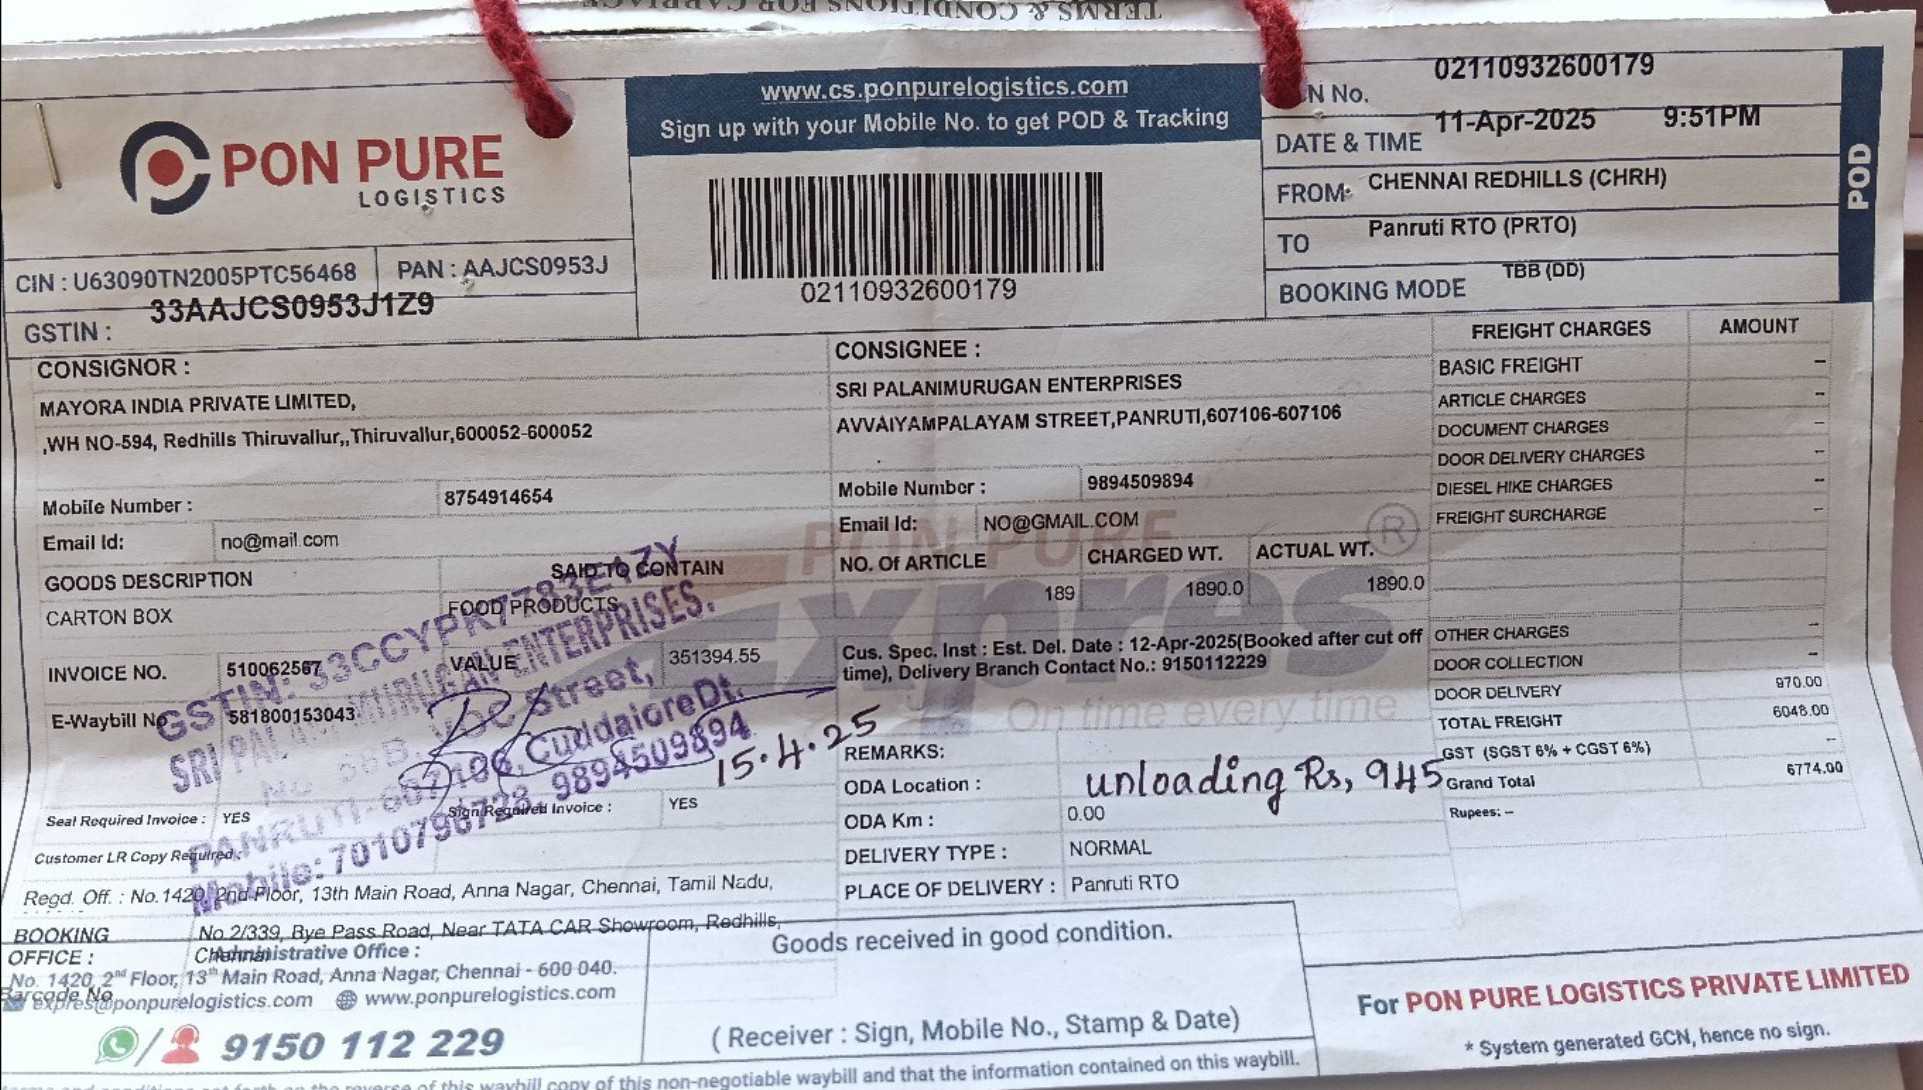 TERMS & CONDITIONS FOR CARRIAGE
PON PURE
LOGISTICS
www.cs.ponpurelogistics.com
Sign up with your Mobile No. to get POD & Tracking
02110932600179
N No. 02110932600179
DATE & TIME 11-Apr-2025 9:51PM
FROM: CHENNAI REDHILLS (CHRH)
TO Panruti RTO (PRTO)
BOOKING MODE TBB (DD)
POD
CIN : U63090TN2005PTC56468 PAN : AAJCS0953J
GSTIN : 33AAJCS0953J1Z9
CONSIGNOR :
MAYORA INDIA PRIVATE LIMITED,
,WH NO-594, Redhills Thiruvallur,,Thiruvallur,600052-600052
Mobile Number : 8754914654
Email Id: no@mail.com
GOODS DESCRIPTION SAID TO CONTAIN
CARTON BOX FOOD PRODUCTS
INVOICE NO. 510062567 VALUE 351394.55
E-Waybill No 581800153043
Seal Required Invoice : YES Sign Required Invoice : YES
Customer LR Copy Required :
GSTIN: 33CCYPK7783E1ZY
SRI PALANIMURUGAN ENTERPRISES,
VOC Street,
PANRUTI-607106, Cuddalore Dt.
Mobile: 7010796728, 9894509894
15.4.25
CONSIGNEE :
SRI PALANIMURUGAN ENTERPRISES
AVVAIYAMPALAYAM STREET,PANRUTI,607106-607106
Mobile Number : 9894509894
Email Id: NO@GMAIL.COM
NO. Of ARTICLE CHARGED WT. ACTUAL WT.
189 1890.0 1890.0
PON PURE ®
Expres
On time every time
Cus. Spec. Inst : Est. Del. Date : 12-Apr-2025(Booked after cut off
time), Delivery Branch Contact No.: 9150112229
REMARKS:
unloading Rs, 945
ODA Location :
ODA Km : 0.00
DELIVERY TYPE : NORMAL
PLACE OF DELIVERY : Panruti RTO
FREIGHT CHARGES AMOUNT
BASIC FREIGHT –
ARTICLE CHARGES –
DOCUMENT CHARGES –
DOOR DELIVERY CHARGES –
DIESEL HIKE CHARGES –
FREIGHT SURCHARGE –
OTHER CHARGES –
DOOR COLLECTION –
DOOR DELIVERY 970.00
TOTAL FREIGHT 6048.00
GST (SGST 6% + CGST 6%) –
Grand Total 6774.00
Rupees: –
Regd. Off. : No. 1420, 2nd Floor, 13th Main Road, Anna Nagar, Chennai, Tamil Nadu,
BOOKING OFFICE : No 2/339, Bye Pass Road, Near TATA CAR Showroom, Redhills,
Chennai
Administrative Office :
No. 1420, 2nd Floor, 13th Main Road, Anna Nagar, Chennai - 600 040.
Barcode No
expres@ponpurelogistics.com www.ponpurelogistics.com
9150 112 229
Goods received in good condition.
( Receiver : Sign, Mobile No., Stamp & Date)
For PON PURE LOGISTICS PRIVATE LIMITED
* System generated GCN, hence no sign.
reverse of this waybill copy of this non-negotiable waybill and that the information contained on this waybill.